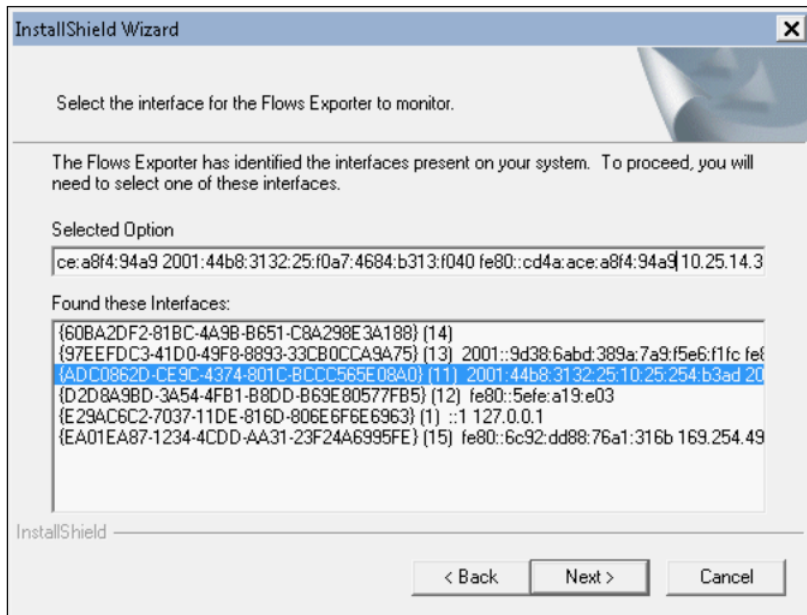 InstallShield Wizard
Select the interface for the Flows Exporter to monitor.
The Flows Exporter has identified the interfaces present on your system. To proceed, you will
need to select one of these interfaces.
Selected Option
ce:a8f4:94a9 2001:44b8:3132:25:f0a7:4684:b313:f040 fe80::cd4a:ace:a8f4:94a9 10.25.14.3
Found these Interfaces:
{60BA2DF2-81BC-4A9B-B651-C8A298E3A188} (14)
{97EEFDC3-41D0-49F8-8893-33CB0CCA9A75} (13) 2001::9d38:6abd:389a:7a9:f5e6:f1fc fe8
{ADC0862D-CE9C-4374-801C-BCCC565E08A0} (11) 2001:44b8:3132:25:10:25:254:b3ad 20
{D2D8A9BD-3A54-4FB1-B8DD-B69E80577FB5} (12) fe80::5efe:a19:e03
{E29AC6C2-7037-11DE-816D-806E6F6E6963} (1) ::1 127.0.0.1
{EA01EA87-1234-4CDD-AA31-23F24A6995FE} (15) fe80::6c92:dd88:76a1:316b 169.254.49
InstallShield
< Back Next > Cancel